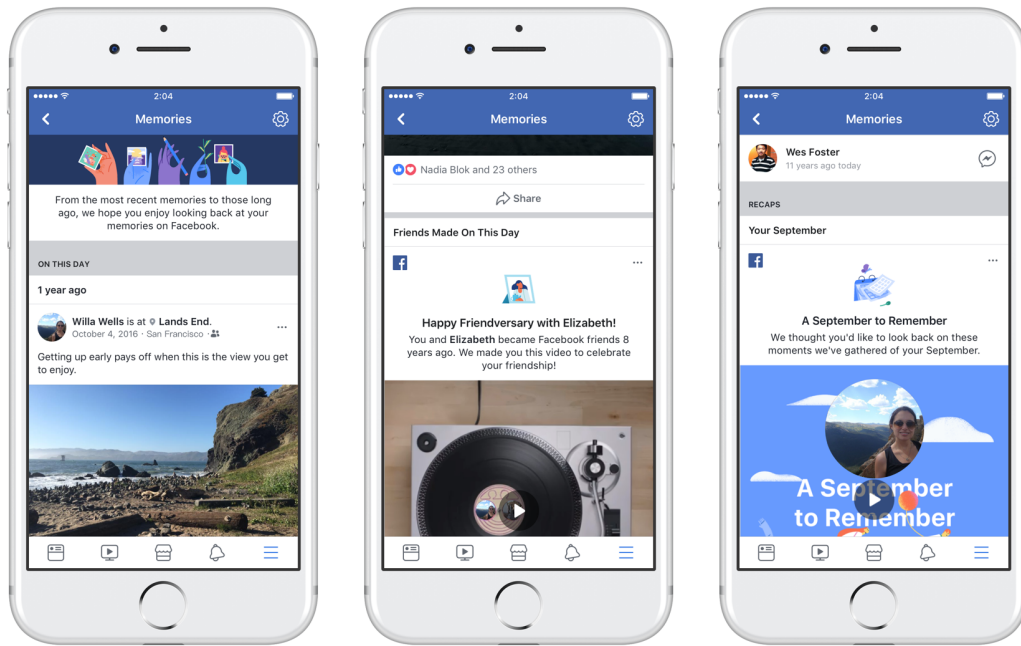 2:04
Memories
From the most recent memories to those long
ago, we hope you enjoy looking back at your
memories on Facebook.
ON THIS DAY
1 year ago
Willa Wells is at Lands End.
October 4, 2016 · San Francisco ·
Getting up early pays off when this is the view you get
to enjoy.
2:04
Memories
Nadia Blok and 23 others
Share
Friends Made On This Day
f
Happy Friendversary with Elizabeth!
You and Elizabeth became Facebook friends 8
years ago. We made you this video to celebrate
your friendship!
2:04
Memories
Wes Foster
11 years ago today
RECAPS
Your September
f
A September to Remember
We thought you'd like to look back on these
moments we've gathered of your September.
A September
to Remember